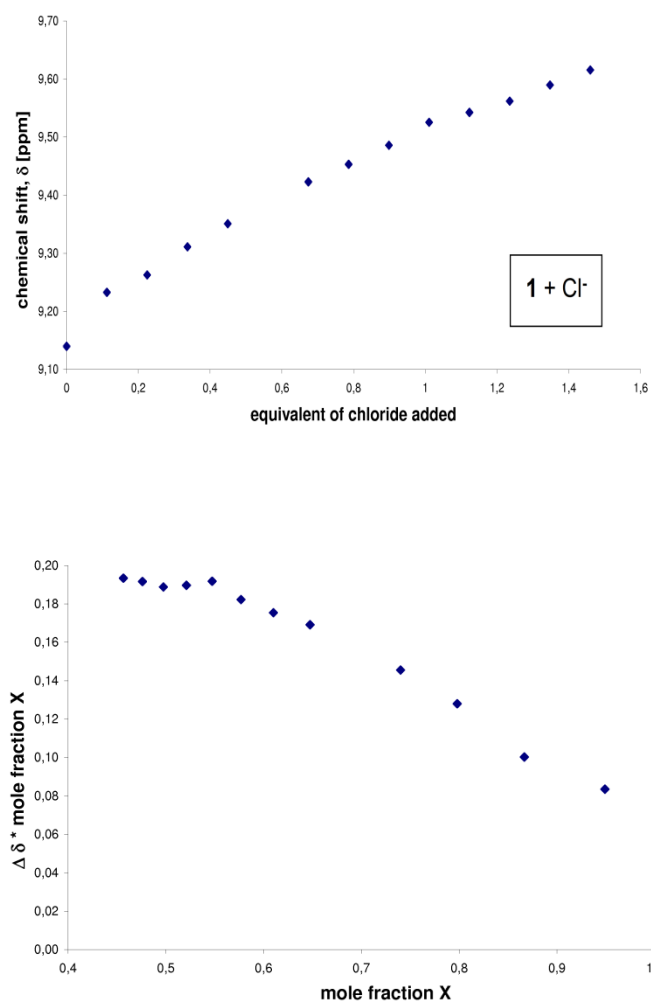 9,70
9,60
9,50
9,40
9,30
9,20
9,10
chemical shift, δ [ppm]
1 + Cl-
0 0,2 0,4 0,6 0,8 1 1,2 1,4 1,6
equivalent of chloride added
0,20
0,18
0,16
0,14
0,12
0,10
0,08
0,06
0,04
0,02
0,00
Δ δ * mole fraction X
0,4 0,5 0,6 0,7 0,8 0,9 1
mole fraction X